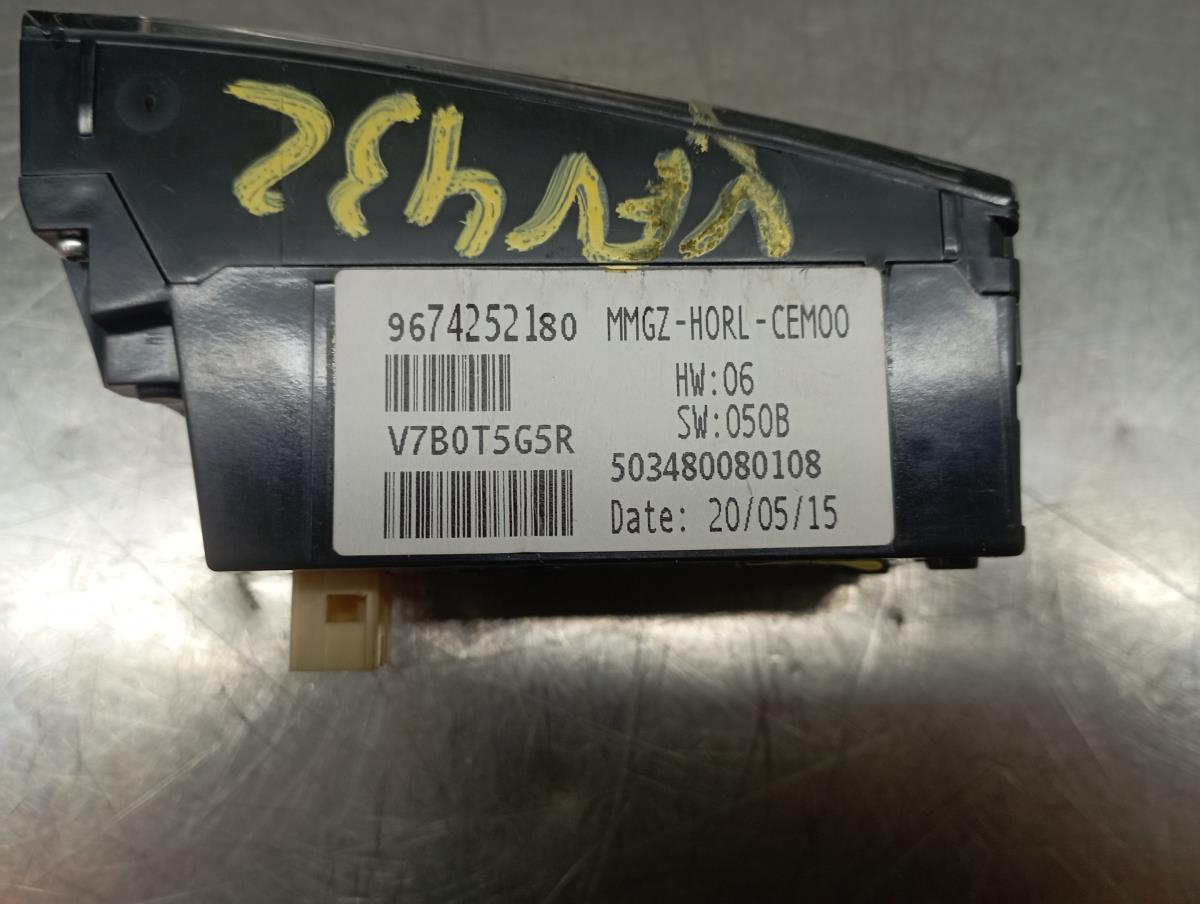 9674252180 MMGZ-HORL-CEM00
HW:06
SW:050B
V7B0T5G5R
503480080108
Date: 20/05/15